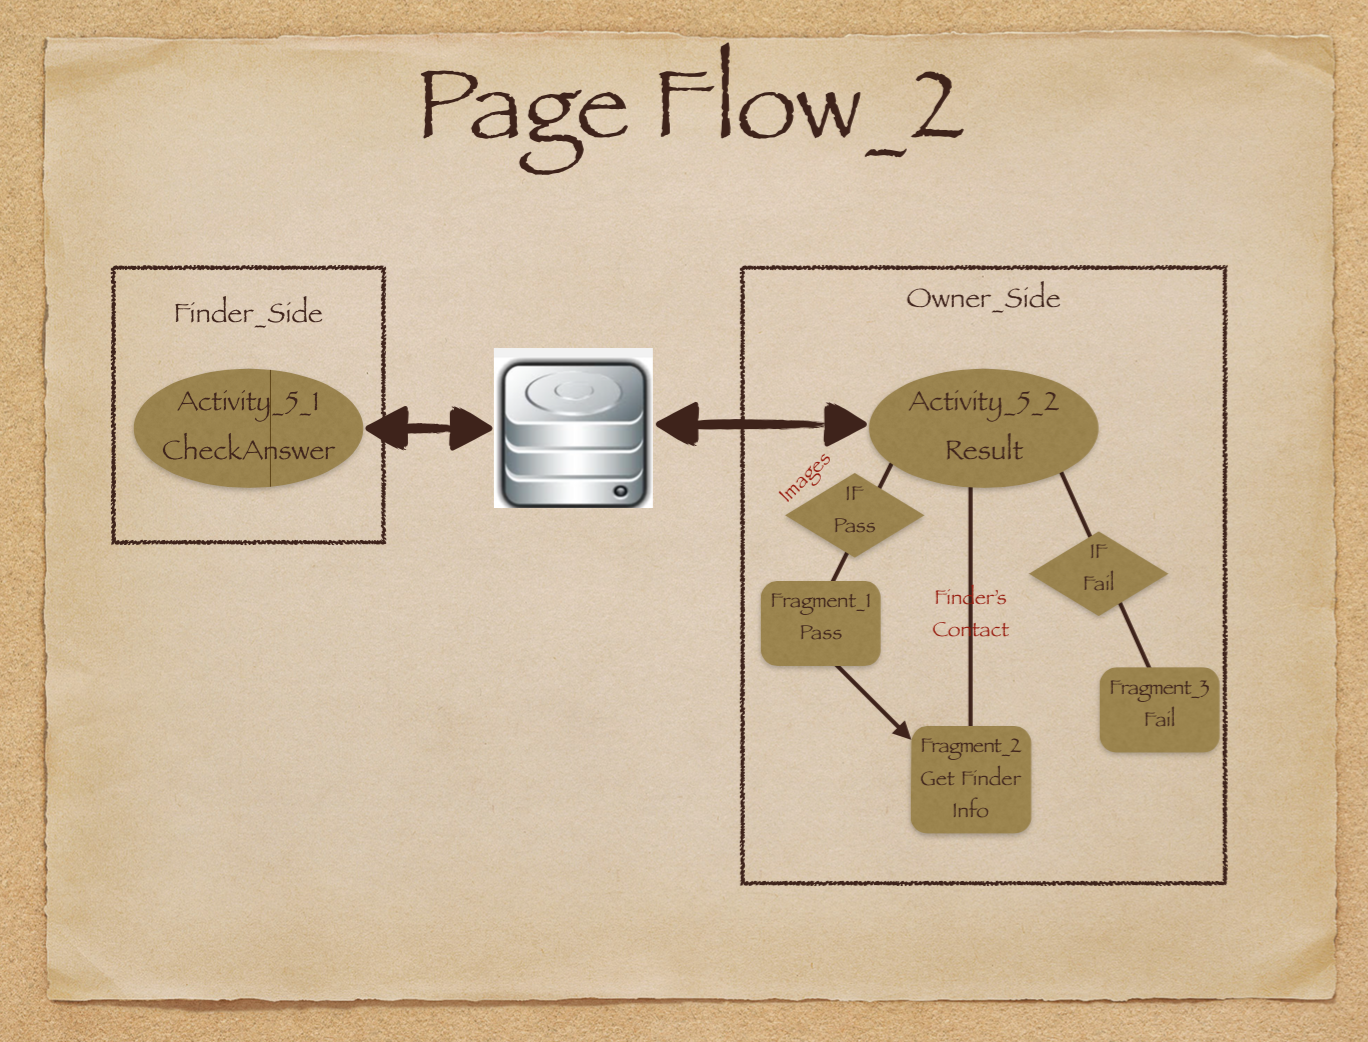 Page Flow_2
Finder_Side
Activity_5_1
CheckAnswer
Owner_Side
Activity_5_2
Result
Images
IF
Pass
Fragment_1
Pass
Finder's
Contact
IF
Fail
Fragment_3
Fail
Fragment_2
Get Finder
Info